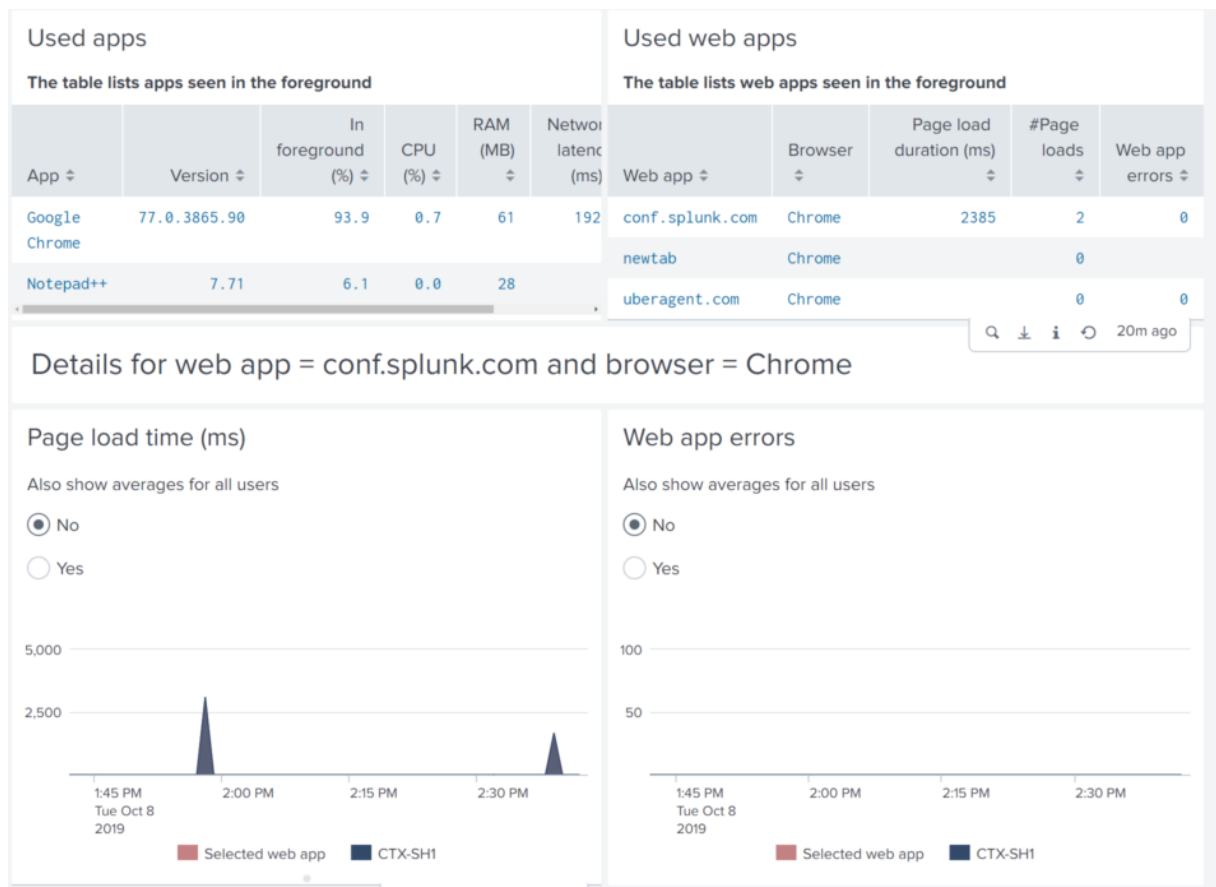 Used apps
The table lists apps seen in the foreground
App
Version
In foreground (%)
CPU (%)
RAM (MB)
Networ latenc (ms)
Google Chrome 77.0.3865.90 93.9 0.7 61 192
Notepad++ 7.71 6.1 0.0 28
Used web apps
The table lists web apps seen in the foreground
Web app
Browser
Page load duration (ms)
#Page loads
Web app errors
conf.splunk.com Chrome 2385 2 0
newtab Chrome 0
uberagent.com Chrome 0 0
20m ago
Details for web app = conf.splunk.com and browser = Chrome
Page load time (ms)
Also show averages for all users
No
Yes
5,000
2,500
1:45 PM 2:00 PM 2:15 PM 2:30 PM
Tue Oct 8
2019
Selected web app CTX-SH1
Web app errors
Also show averages for all users
No
Yes
100
50
1:45 PM 2:00 PM 2:15 PM 2:30 PM
Tue Oct 8
2019
Selected web app CTX-SH1